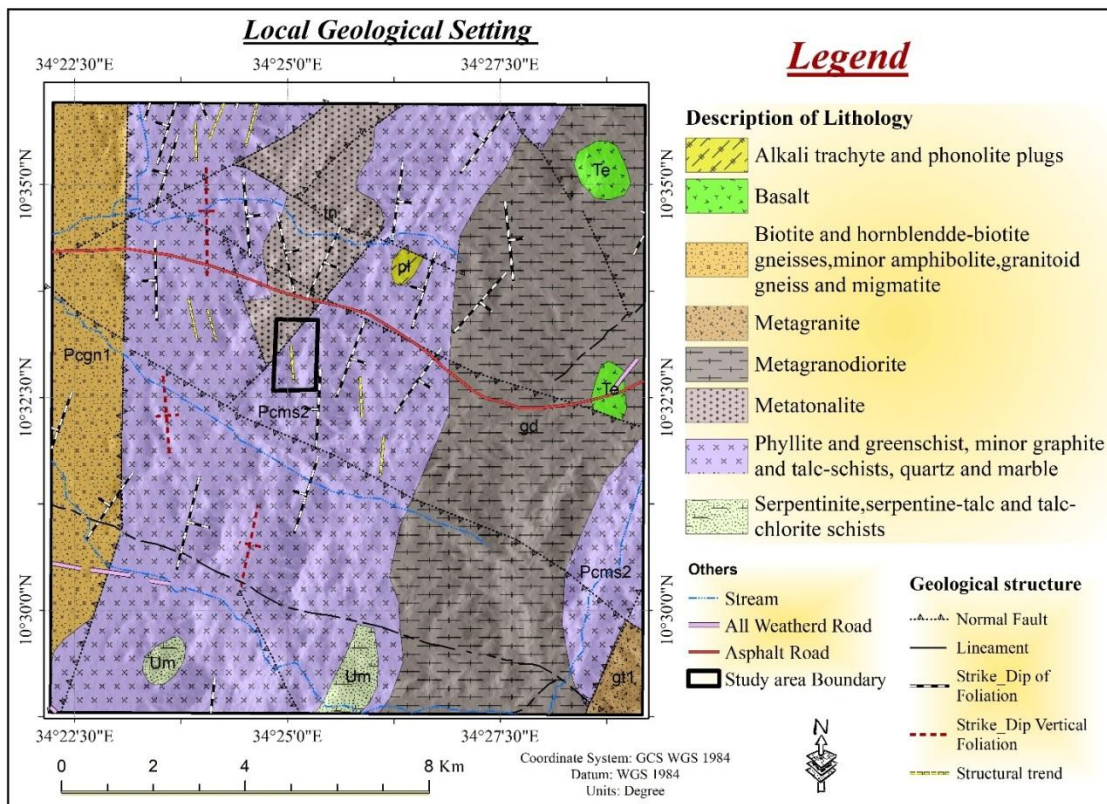 Local Geological Setting
34°22'30"E 34°25'0"E 34°27'30"E
10°35'0"N
10°32'30"N
10°30'0"N
10°35'0"N
10°32'30"N
10°30'0"N
Te
tn
pl
Pcgn1
Te
Pcms2
gd
Pcms2
Um
Um
gt1
34°22'30"E 34°25'0"E 34°27'30"E
0 2 4 6 8 Km
Coordinate System: GCS WGS 1984
Datum: WGS 1984
Units: Degree
Legend
Description of Lithology
Alkali trachyte and phonolite plugs
Basalt
Biotite and hornblendde-biotite
gneisses,minor amphibolite,granitoid
gneiss and migmatite
Metagranite
Metagranodiorite
Metatonalite
Phyllite and greenschist, minor graphite
and talc-schists, quartz and marble
Serpentinite,serpentine-talc and talc-
chlorite schists
Others
Stream
All Weatherd Road
Asphalt Road
Study area Boundary
N
Geological structure
Normal Fault
Lineament
Strike_Dip of
Foliation
Strike_Dip Vertical
Foliation
Structural trend